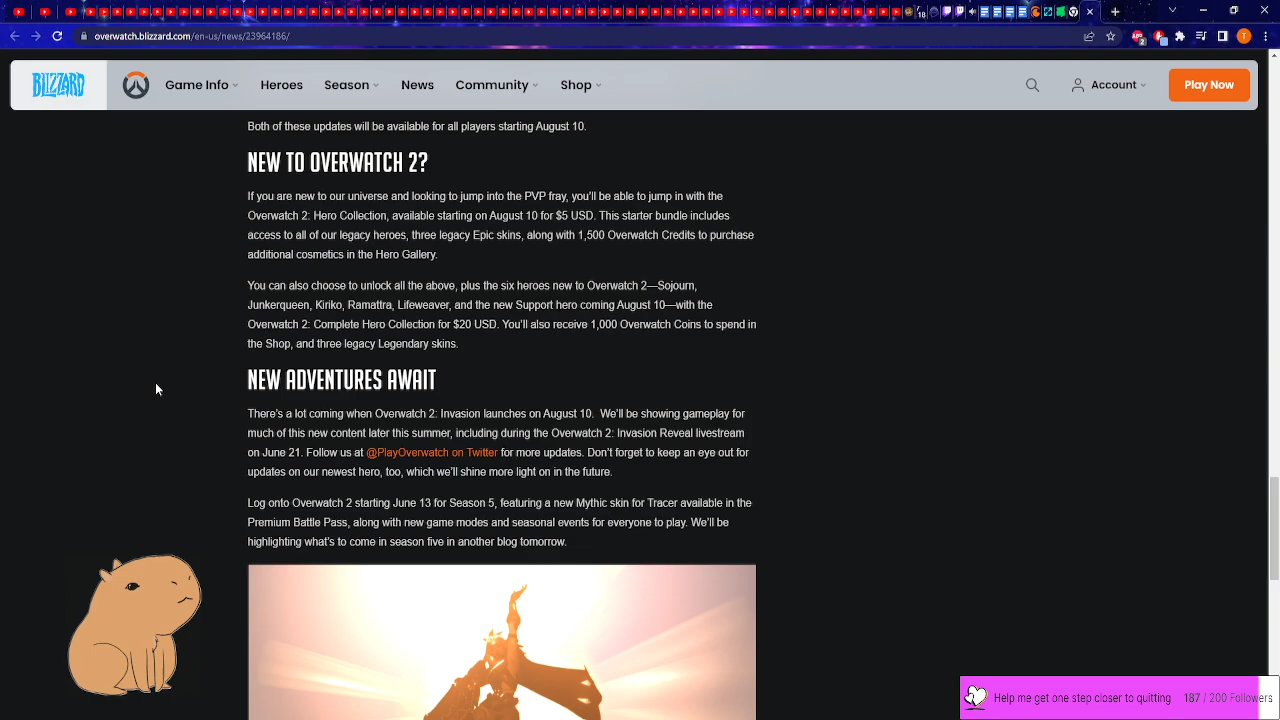 18
2
T
overwatch.blizzard.com/en-us/news/23964186/
BLIZZARD
Game Info
Heroes
Season
News
Community
Shop
Account
Play Now
Both of these updates will be available for all players starting August 10.
NEW TO OVERWATCH 2?
If you are new to our universe and looking to jump into the PVP fray, you'll be able to jump in with the
Overwatch 2: Hero Collection, available starting on August 10 for $5 USD. This starter bundle includes
access to all of our legacy heroes, three legacy Epic skins, along with 1,500 Overwatch Credits to purchase
additional cosmetics in the Hero Gallery.
You can also choose to unlock all the above, plus the six heroes new to Overwatch 2—Sojourn,
Junkerqueen, Kiriko, Ramattra, Lifeweaver, and the new Support hero coming August 10—with the
Overwatch 2: Complete Hero Collection for $20 USD. You'll also receive 1,000 Overwatch Coins to spend in
the Shop, and three legacy Legendary skins.
NEW ADVENTURES AWAIT
There's a lot coming when Overwatch 2: Invasion launches on August 10. We'll be showing gameplay for
much of this new content later this summer, including during the Overwatch 2: Invasion Reveal livestream
on June 21. Follow us at @PlayOverwatch on Twitter for more updates. Don't forget to keep an eye out for
updates on our newest hero, too, which we'll shine more light on in the future.
Log onto Overwatch 2 starting June 13 for Season 5, featuring a new Mythic skin for Tracer available in the
Premium Battle Pass, along with new game modes and seasonal events for everyone to play. We'll be
highlighting what's to come in season five in another blog tomorrow.
Help me get one step closer to quitting 187 / 200 Followers